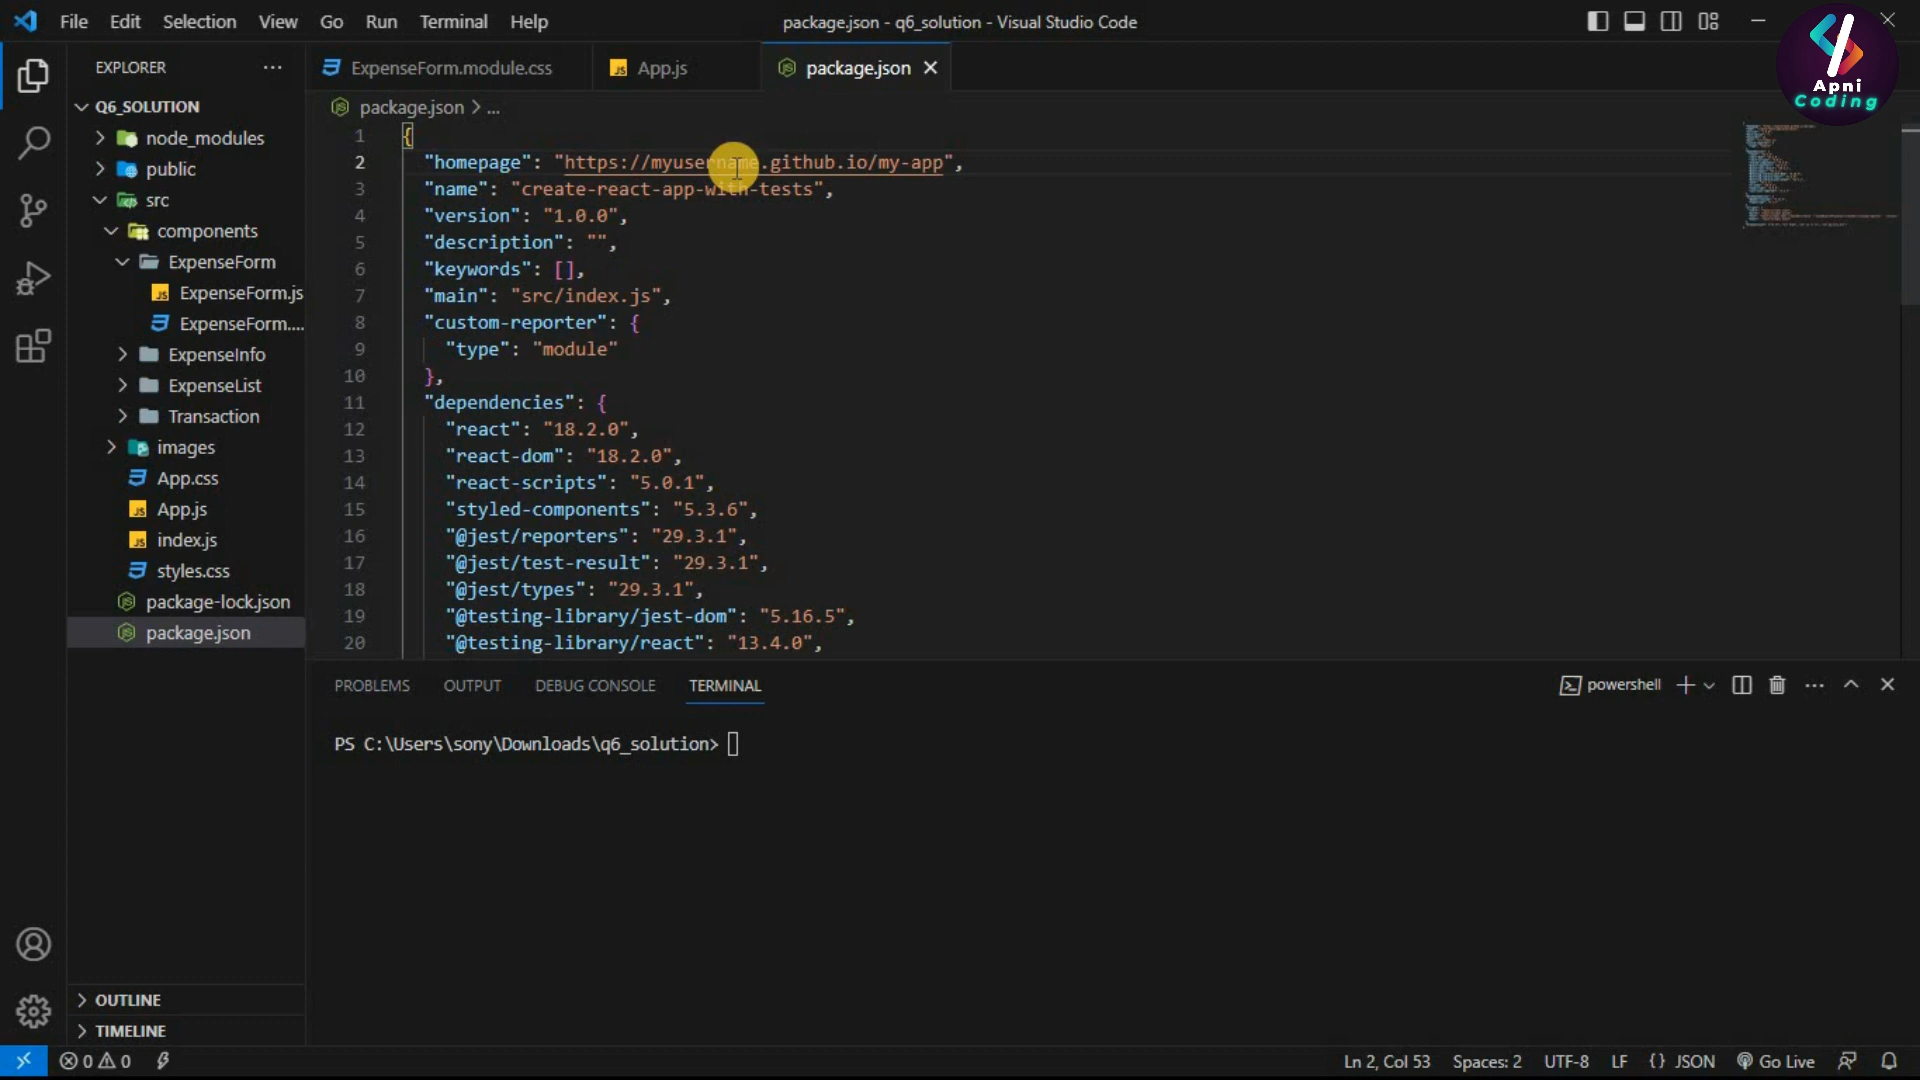 File Edit Selection View Go Run Terminal Help
package.json - q6_solution - Visual Studio Code
Apni
Coding
EXPLORER
Q6_SOLUTION
node_modules
public
src
components
ExpenseForm
ExpenseForm.js
ExpenseForm....
ExpenseInfo
ExpenseList
Transaction
images
App.css
App.js
index.js
styles.css
package-lock.json
package.json
OUTLINE
TIMELINE
ExpenseForm.module.css App.js package.json
package.json > ...
1 {
2 "homepage": "https://myusername.github.io/my-app",
3 "name": "create-react-app-with-tests",
4 "version": "1.0.0",
5 "description": "",
6 "keywords": [],
7 "main": "src/index.js",
8 "custom-reporter": {
9 "type": "module"
10 },
11 "dependencies": {
12 "react": "18.2.0",
13 "react-dom": "18.2.0",
14 "react-scripts": "5.0.1",
15 "styled-components": "5.3.6",
16 "@jest/reporters": "29.3.1",
17 "@jest/test-result": "29.3.1",
18 "@jest/types": "29.3.1",
19 "@testing-library/jest-dom": "5.16.5",
20 "@testing-library/react": "13.4.0",
PROBLEMS OUTPUT DEBUG CONSOLE TERMINAL powershell
PS C:\Users\sony\Downloads\q6_solution>
0 0 Ln 2, Col 53 Spaces: 2 UTF-8 LF {} JSON Go Live